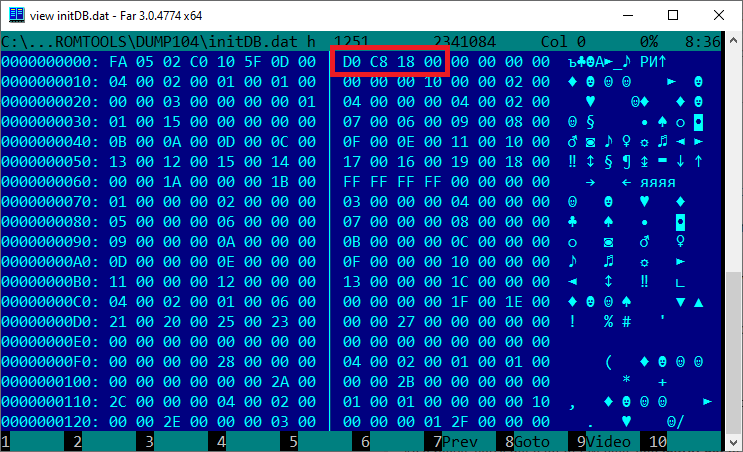 view initDB.dat - Far 3.0.4774 x64
C:\...ROMTOOLS\DUMP104\initDB.dat h 1251 2341084 Col 0 0% 8:36
0000000000: FA 05 02 C0 10 5F 0D 00 D0 C8 18 00 00 00 00 00 ъ♣☻А►_♪ РИ↑
0000000010: 04 00 02 00 01 00 01 00 00 00 00 10 00 00 02 00 ♦ ☻ ☺ ☺ ► ☻
0000000020: 00 03 00 00 00 00 00 01 04 00 00 00 04 00 02 00 ♥ ☺♦ ♦ ☻
0000000030: 01 00 15 00 00 00 00 00 07 00 06 00 09 00 08 00 ☺ § • ♠ ○ ◘
0000000040: 0B 00 0A 00 0D 00 0C 00 0F 00 0E 00 11 00 10 00 ♂ ◙ ♪ ♀ ☼ ♫ ◄ ►
0000000050: 13 00 12 00 15 00 14 00 17 00 16 00 19 00 18 00 ‼ ↕ § ¶ ↨ ▬ ↓ ↑
0000000060: 00 00 1A 00 00 00 1B 00 FF FF FF FF 00 00 00 00 → ← яяяя
0000000070: 01 00 00 00 02 00 00 00 03 00 00 00 04 00 00 00 ☺ ☻ ♥ ♦
0000000080: 05 00 00 00 06 00 00 00 07 00 00 00 08 00 00 00 ♣ ♠ • ◘
0000000090: 09 00 00 00 0A 00 00 00 0B 00 00 00 0C 00 00 00 ○ ◙ ♂ ♀
00000000A0: 0D 00 00 00 0E 00 00 00 0F 00 00 00 10 00 00 00 ♪ ♫ ☼ ►
00000000B0: 11 00 00 00 12 00 00 00 13 00 00 00 1C 00 00 00 ◄ ↕ ‼ ∟
00000000C0: 04 00 02 00 01 00 06 00 00 00 00 00 1F 00 1E 00 ♦ ☻ ☺ ♠ ▼ ▲
00000000D0: 21 00 20 00 25 00 23 00 00 00 27 00 00 00 00 00 ! % # '
00000000E0: 00 00 00 00 00 00 00 00 00 00 00 00 00 00 00 00
00000000F0: 00 00 00 00 00 28 00 00 00 04 00 02 00 01 00 01 00 ( ♦ ☻ ☺ ☺
0000000100: 00 00 00 00 00 00 2A 00 00 00 2B 00 00 00 00 00 * +
0000000110: 2C 00 00 00 04 00 02 00 01 00 01 00 00 00 00 10 , ♦ ☻ ☺ ☺ ►
0000000120: 00 00 2E 00 00 00 03 00 00 00 00 00 01 2F 00 00 . ♥ ☺/
1 2 3 4 5 6 7Prev 8Goto 9Video 10